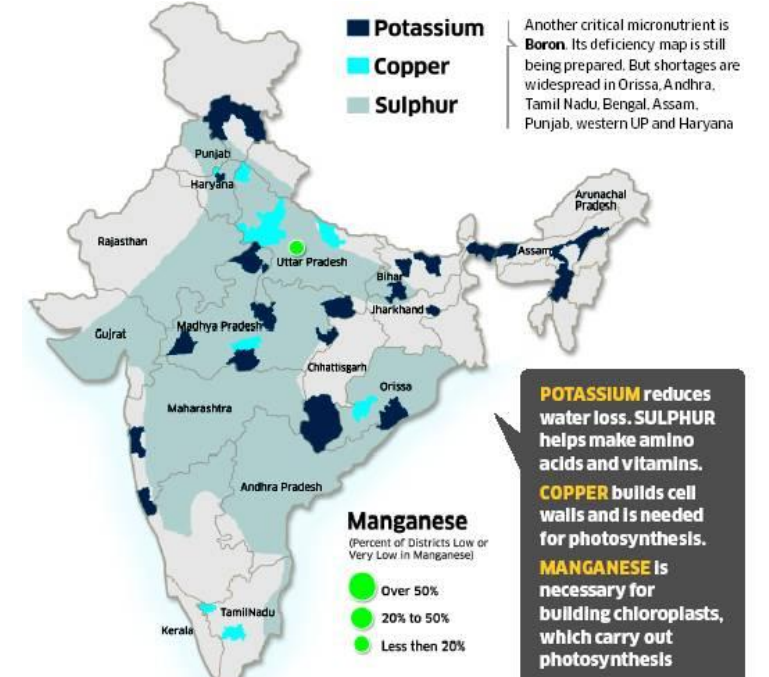 Potassium
Copper
Sulphur
Another critical micronutrient is
Boron. Its deficiency map is still
being prepared. But shortages are
widespread in Orissa, Andhra,
Tamil Nadu, Bengal, Assam,
Punjab, western UP and Haryana
Punjab
Haryana
Rajasthan
Uttar Pradesh
Arunachal
Pradesh
Assam
Bihar
Jharkhand
Gujrat
Madhya Pradesh
Chhattisgarh
Orissa
Maharashtra
Andhra Pradesh
TamilNadu
Kerala
Manganese
(Percent of Districts Low or
Very Low in Manganese)
Over 50%
20% to 50%
Less then 20%
POTASSIUM reduces
water loss. SULPHUR
helps make amino
acids and vitamins.
COPPER builds cell
walls and is needed
for photosynthesis.
MANGANESE is
necessary for
building chloroplasts,
which carry out
photosynthesis